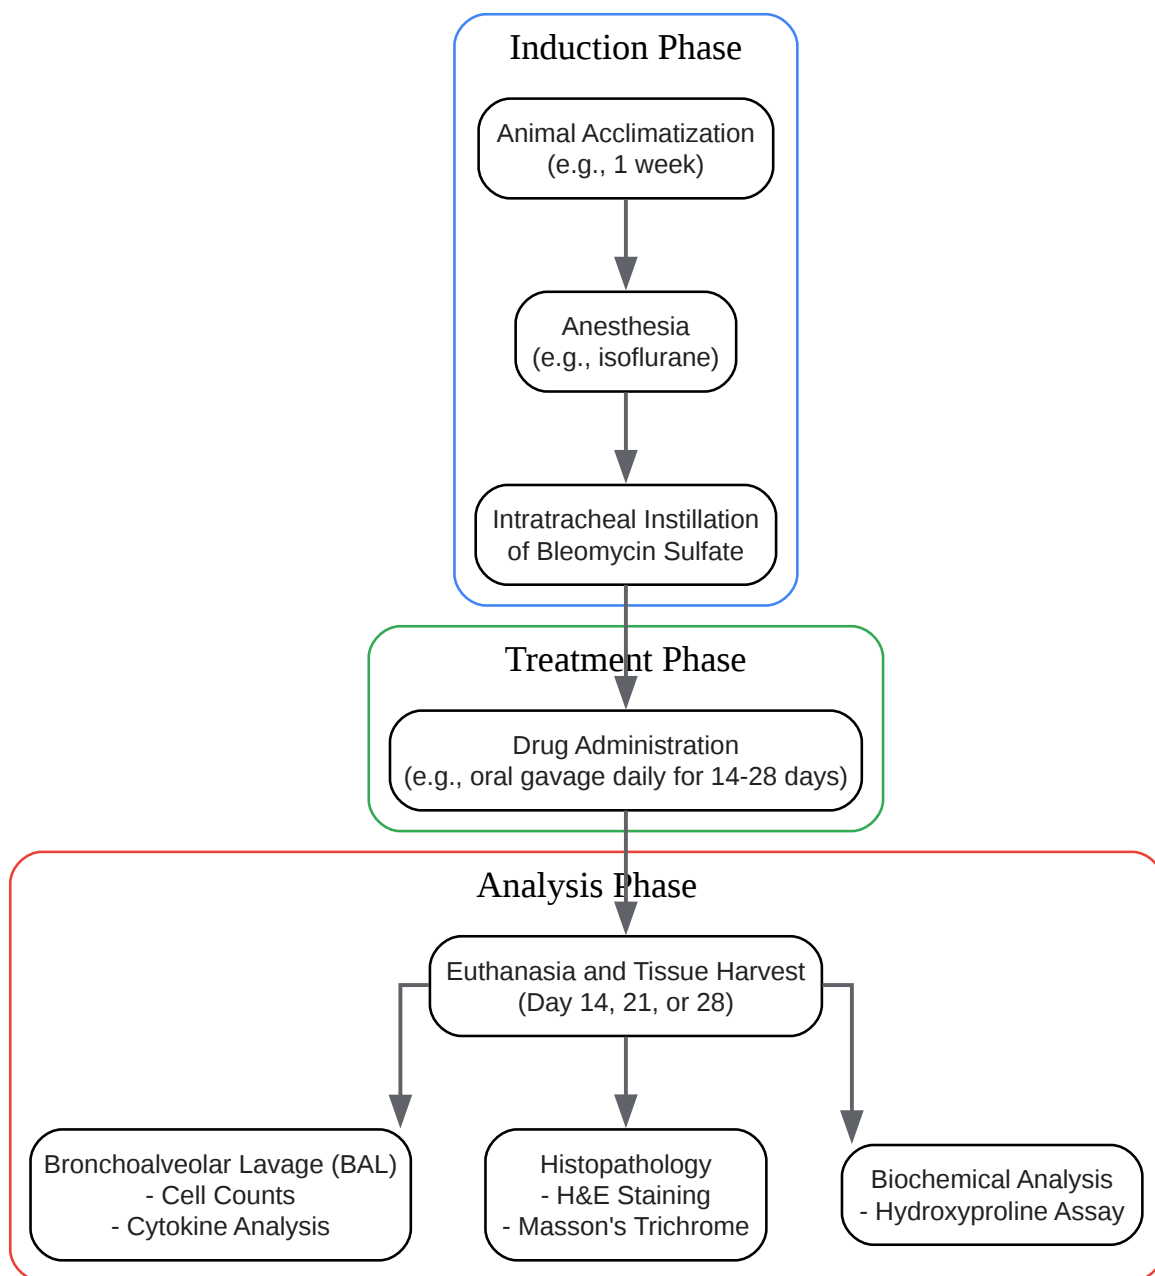 Induction Phase
Animal Acclimatization
(e.g., 1 week)
Anesthesia
(e.g., isoflurane)
Intratracheal Instillation
of Bleomycin Sulfate
Treatment Phase
Drug Administration
(e.g., oral gavage daily for 14-28 days)
Analysis Phase
Euthanasia and Tissue Harvest
(Day 14, 21, or 28)
Bronchoalveolar Lavage (BAL)
- Cell Counts
- Cytokine Analysis
Histopathology
- H&E Staining
- Masson's Trichrome
Biochemical Analysis
- Hydroxyproline Assay